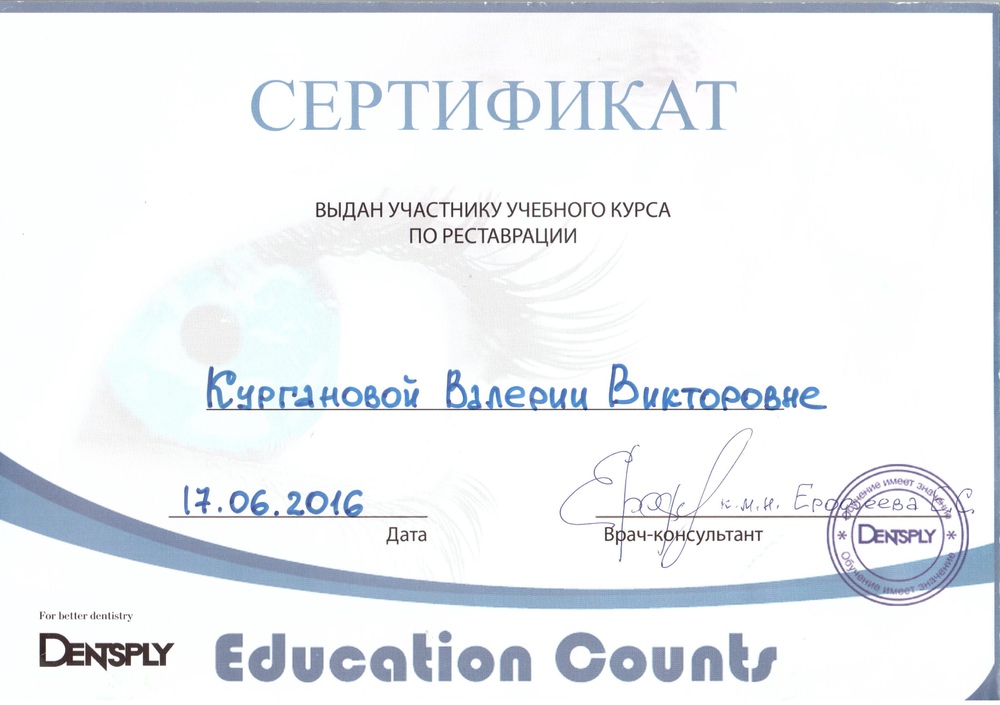 СЕРТИФИКАТ
ВЫДАН УЧАСТНИКУ УЧЕБНОГО КУРСА
ПО РЕСТАВРАЦИИ
Кургановой Валерии Викторовне
17.06.2016
к.м.н. Ерофеева Е.С.
Дата
Врач-консультант
Обучение имеет значение
DENTSPLY
Обучение имеет значение
For better dentistry
DENTSPLY
Education Counts